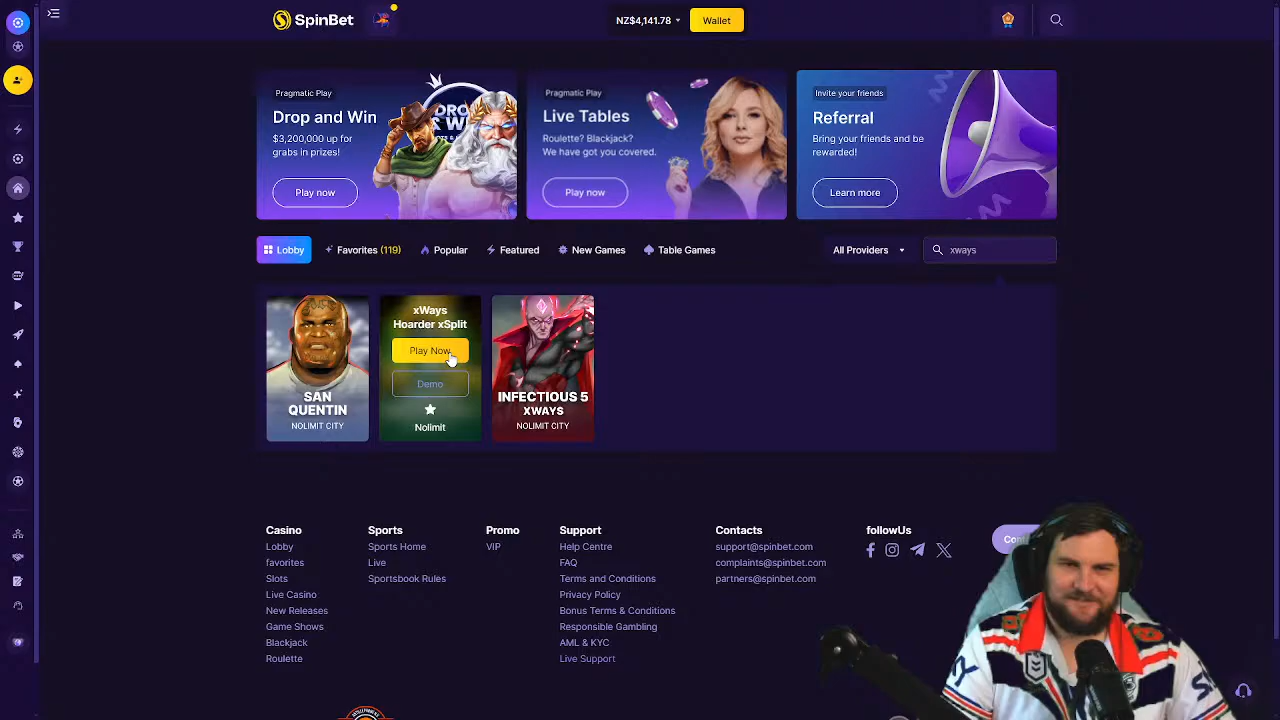 SpinBet
NZ$4,141.78
Wallet
Pragmatic Play
Drop and Win
$3,200,000 up for
grabs in prizes!
Play now
Pragmatic Play
Live Tables
Roulette? Blackjack?
We have got you covered.
Play now
Invite your friends
Referral
Bring your friends and be
rewarded!
Learn more
Lobby
Favorites (119)
Popular
Featured
New Games
Table Games
All Providers
xways
SAN
QUENTIN
NOLIMIT CITY
xWays
Hoarder xSplit
Play Now
Demo
Nolimit
INFECTIOUS 5
XWAYS
NOLIMIT CITY
Casino
Lobby
favorites
Slots
Live Casino
New Releases
Game Shows
Blackjack
Roulette
Sports
Sports Home
Live
Sportsbook Rules
Promo
VIP
Support
Help Centre
FAQ
Terms and Conditions
Privacy Policy
Bonus Terms & Conditions
Responsible Gambling
AML & KYC
Live Support
Contacts
support@spinbet.com
complaints@spinbet.com
partners@spinbet.com
followUs